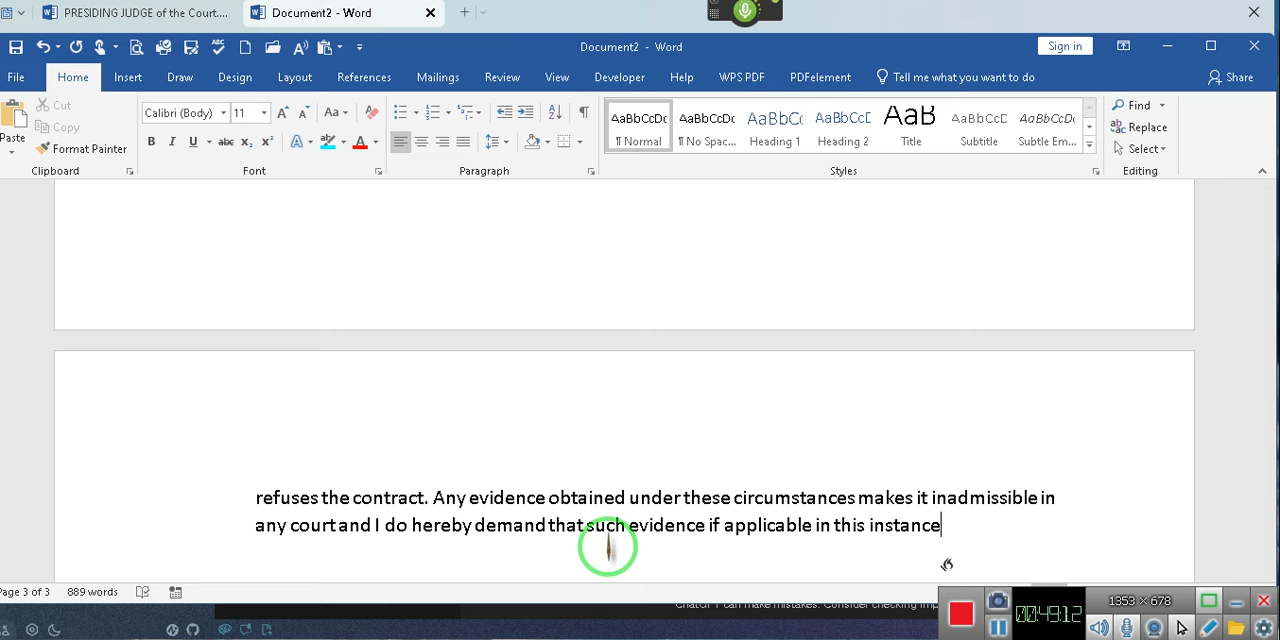 PRESIDING JUDGE of the Court....
Document2 - Word
Document2 - Word
Sign in
File Home Insert Draw Design Layout References Mailings Review View Developer Help WPS PDF PDFelement Tell me what you want to do Share
Paste
Cut
Copy
Format Painter
Clipboard
Calibri (Body) 11
Font
Paragraph
AaBbCcDc AaBbCcDc AaBbCc AaBbCcD AaB AaBbCcD AaBbCcDc
¶ Normal ¶ No Spac... Heading 1 Heading 2 Title Subtitle Subtle Em...
Styles
Find
Replace
Select
Editing
refuses the contract. Any evidence obtained under these circumstances makes it inadmissible in
any court and I do hereby demand that such evidence if applicable in this instance
Page 3 of 3 889 words
ChatGPT can make mistakes. Consider checking imp
1353 × 678
00:49:12